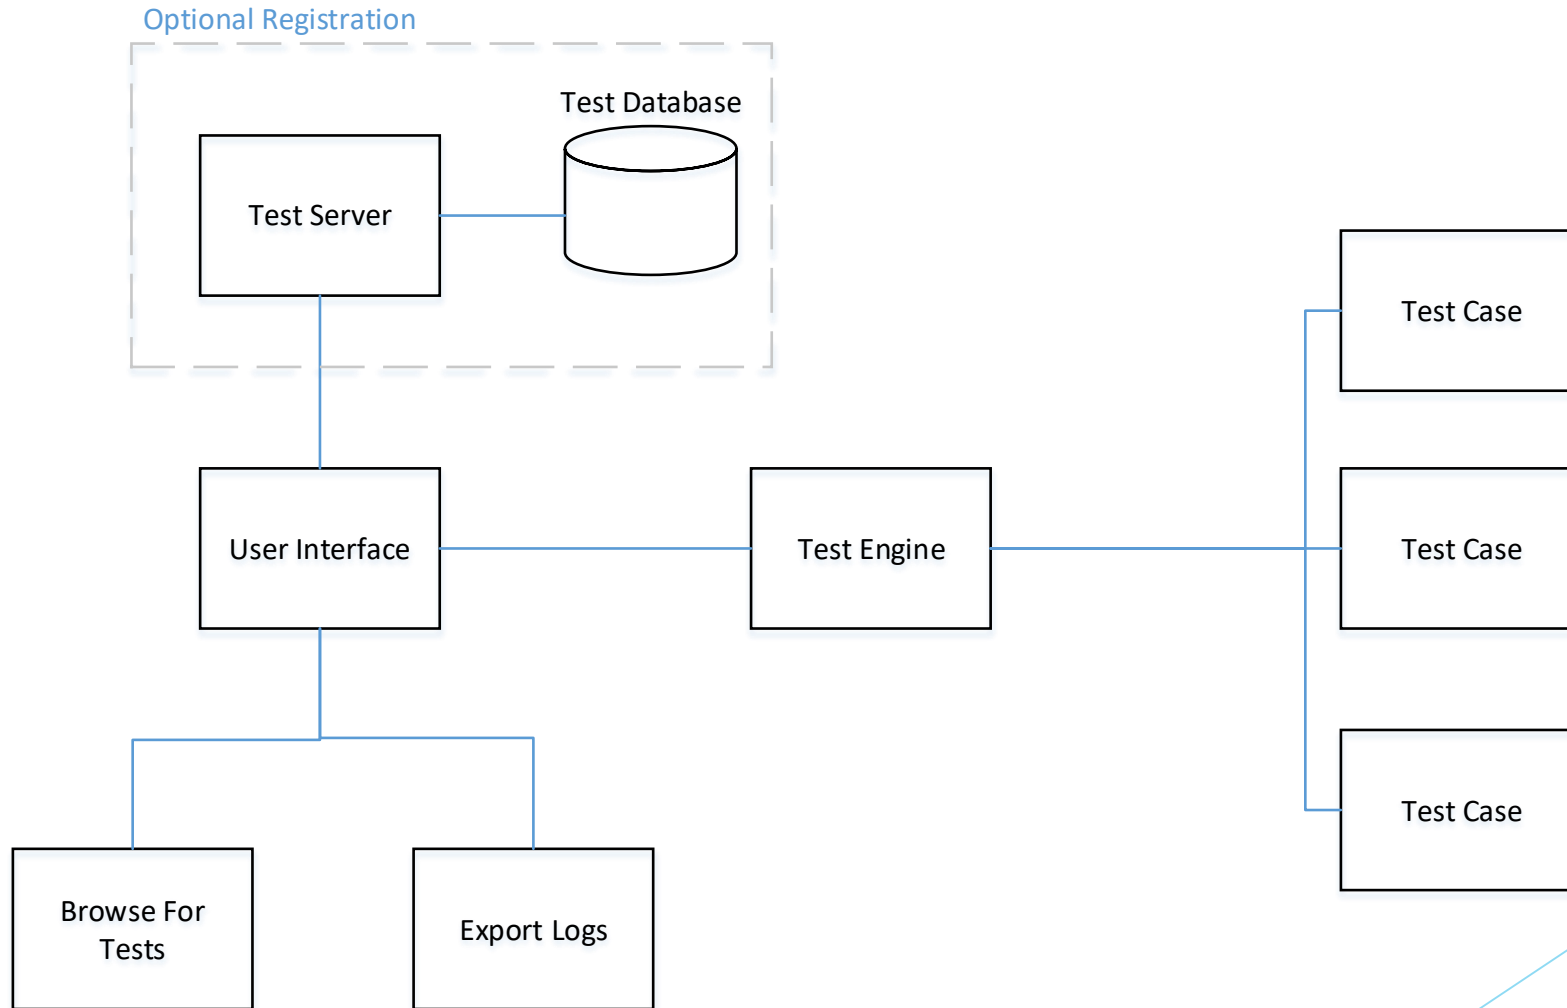 Optional Registration
Test Database
Test Server
Test Case
User Interface
Test Engine
Test Case
Test Case
Browse For
Tests
Export Logs